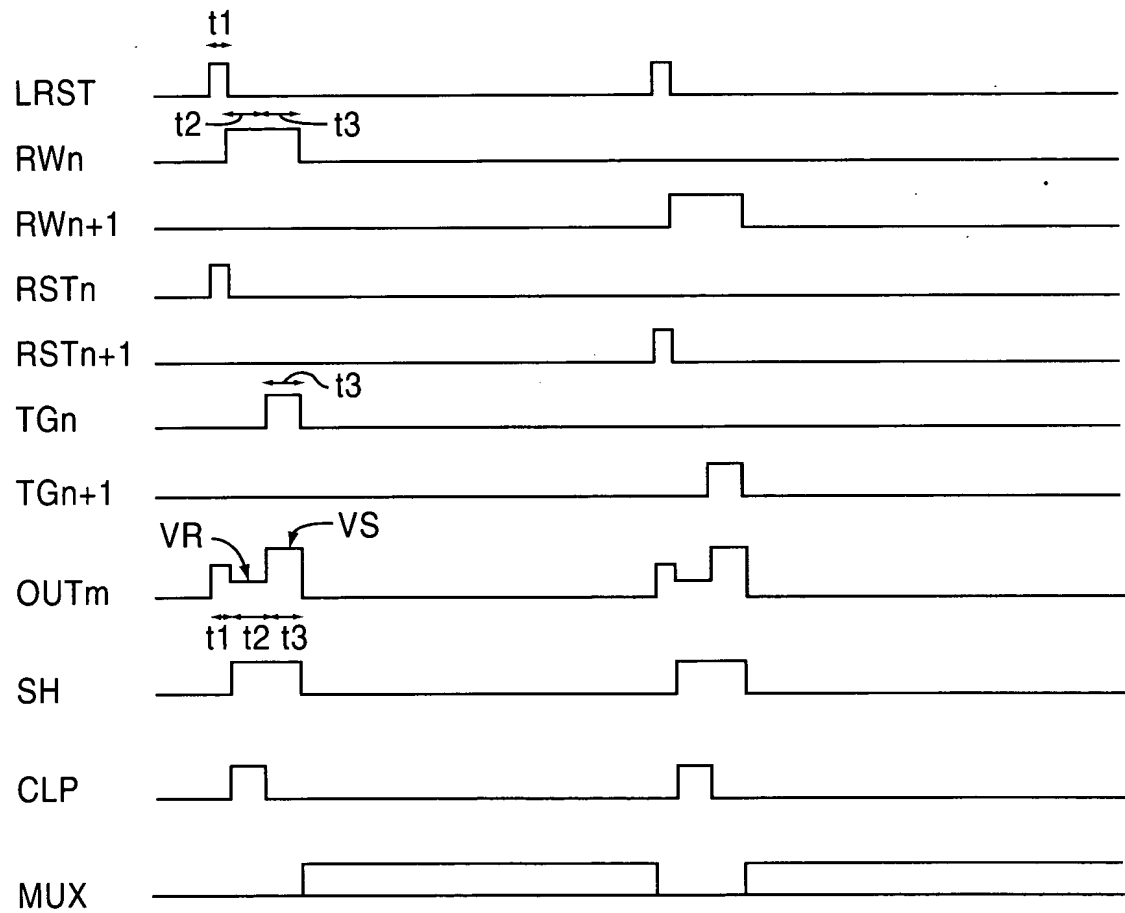 t1
LRST
t2 t3
RWn
RWn+1
RSTn
RSTn+1
t3
TGn
TGn+1
VR VS
OUTm
t1 t2 t3
SH
CLP
MUX